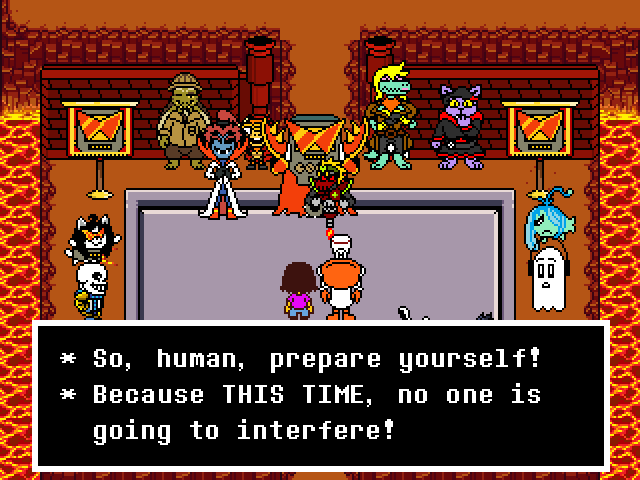 * So, human, prepare yourself!
* Because THIS TIME, no one is
going to interfere!